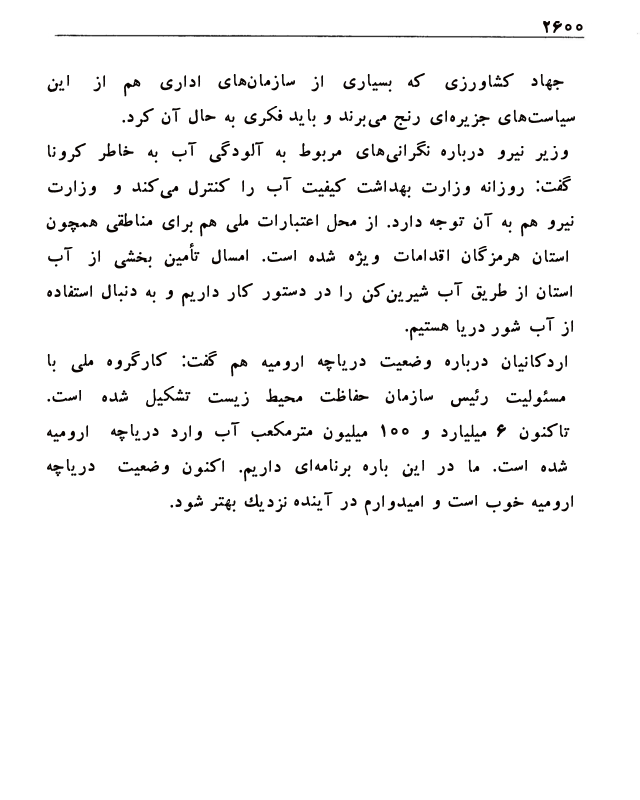 ۲۶۰۰
جهاد کشاورزی که بسیاری از سازمان‌های اداری هم از این
سیاست‌های جزیره‌ای رنج می‌برند و باید فکری به حال آن کرد.
وزیر نیرو درباره نگرانی‌های مربوط به آلودگی آب به خاطر کرونا
گفت: روزانه وزارت بهداشت کیفیت آب را کنترل می‌کند و وزارت
نیرو هم به آن توجه دارد. از محل اعتبارات ملی هم برای مناطقی همچون
استان هرمزگان اقدامات ویژه شده است. امسال تأمین بخشی از آب
استان از طریق آب شیرین‌کن را در دستور کار داریم و به دنبال استفاده
از آب شور دریا هستیم.
اردکانیان درباره وضعیت دریاچه ارومیه هم گفت: کارگروه ملی با
مسئولیت رئیس سازمان حفاظت محیط زیست تشکیل شده است.
تاکنون ۶ میلیارد و ۱۰۰ میلیون مترمکعب آب وارد دریاچه ارومیه
شده است. ما در این باره برنامه‌ای داریم. اکنون وضعیت دریاچه
ارومیه خوب است و امیدوارم در آینده نزدیك بهتر شود.